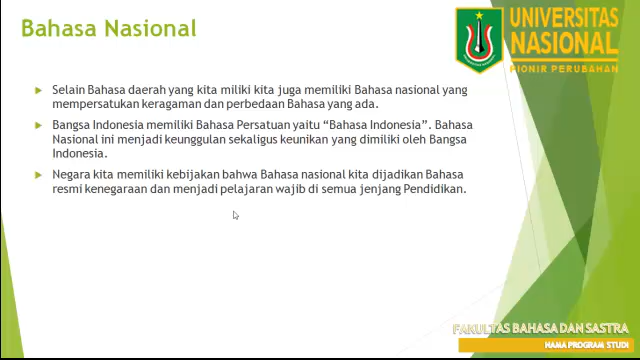 Bahasa Nasional
UNIVERSITAS
NASIONAL
PIONIR PERUBAHAN
Selain Bahasa daerah yang kita miliki kita juga memiliki Bahasa nasional yang
mempersatukan keragaman dan perbedaan Bahasa yang ada.
Bangsa Indonesia memiliki Bahasa Persatuan yaitu “Bahasa Indonesia”. Bahasa
Nasional ini menjadi keunggulan sekaligus keunikan yang dimiliki oleh Bangsa
Indonesia.
Negara kita memiliki kebijakan bahwa Bahasa nasional kita dijadikan Bahasa
resmi kenegaraan dan menjadi pelajaran wajib di semua jenjang Pendidikan.
FAKULTAS BAHASA DAN SASTRA
NAMA PROGRAM STUDI